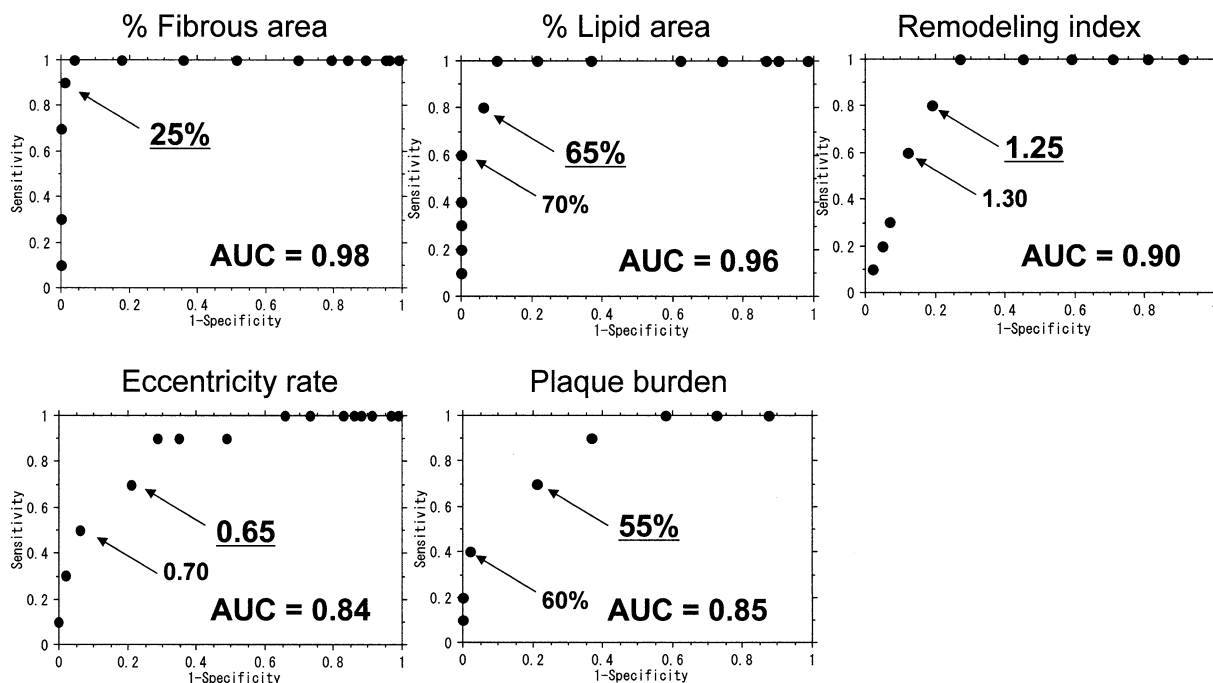 % Fibrous area
1
0.8
0.6
0.4
0.2
0
Sensitivity
25%
AUC = 0.98
0 0.2 0.4 0.6 0.8 1
1-Specificity
% Lipid area
1
0.8
0.6
0.4
0.2
0
Sensitivity
65%
70%
AUC = 0.96
0 0.2 0.4 0.6 0.8 1
1-Specificity
Remodeling index
1
0.8
0.6
0.4
0.2
0
Sensitivity
1.25
1.30
AUC = 0.90
0 0.2 0.4 0.6 0.8 1
1-Specificity
Eccentricity rate
1
0.8
0.6
0.4
0.2
0
Sensitivity
0.65
0.70
AUC = 0.84
0 0.2 0.4 0.6 0.8 1
1-Specificity
Plaque burden
1
0.8
0.6
0.4
0.2
0
Sensitivity
55%
60%
AUC = 0.85
0 0.2 0.4 0.6 0.8 1
1-Specificity